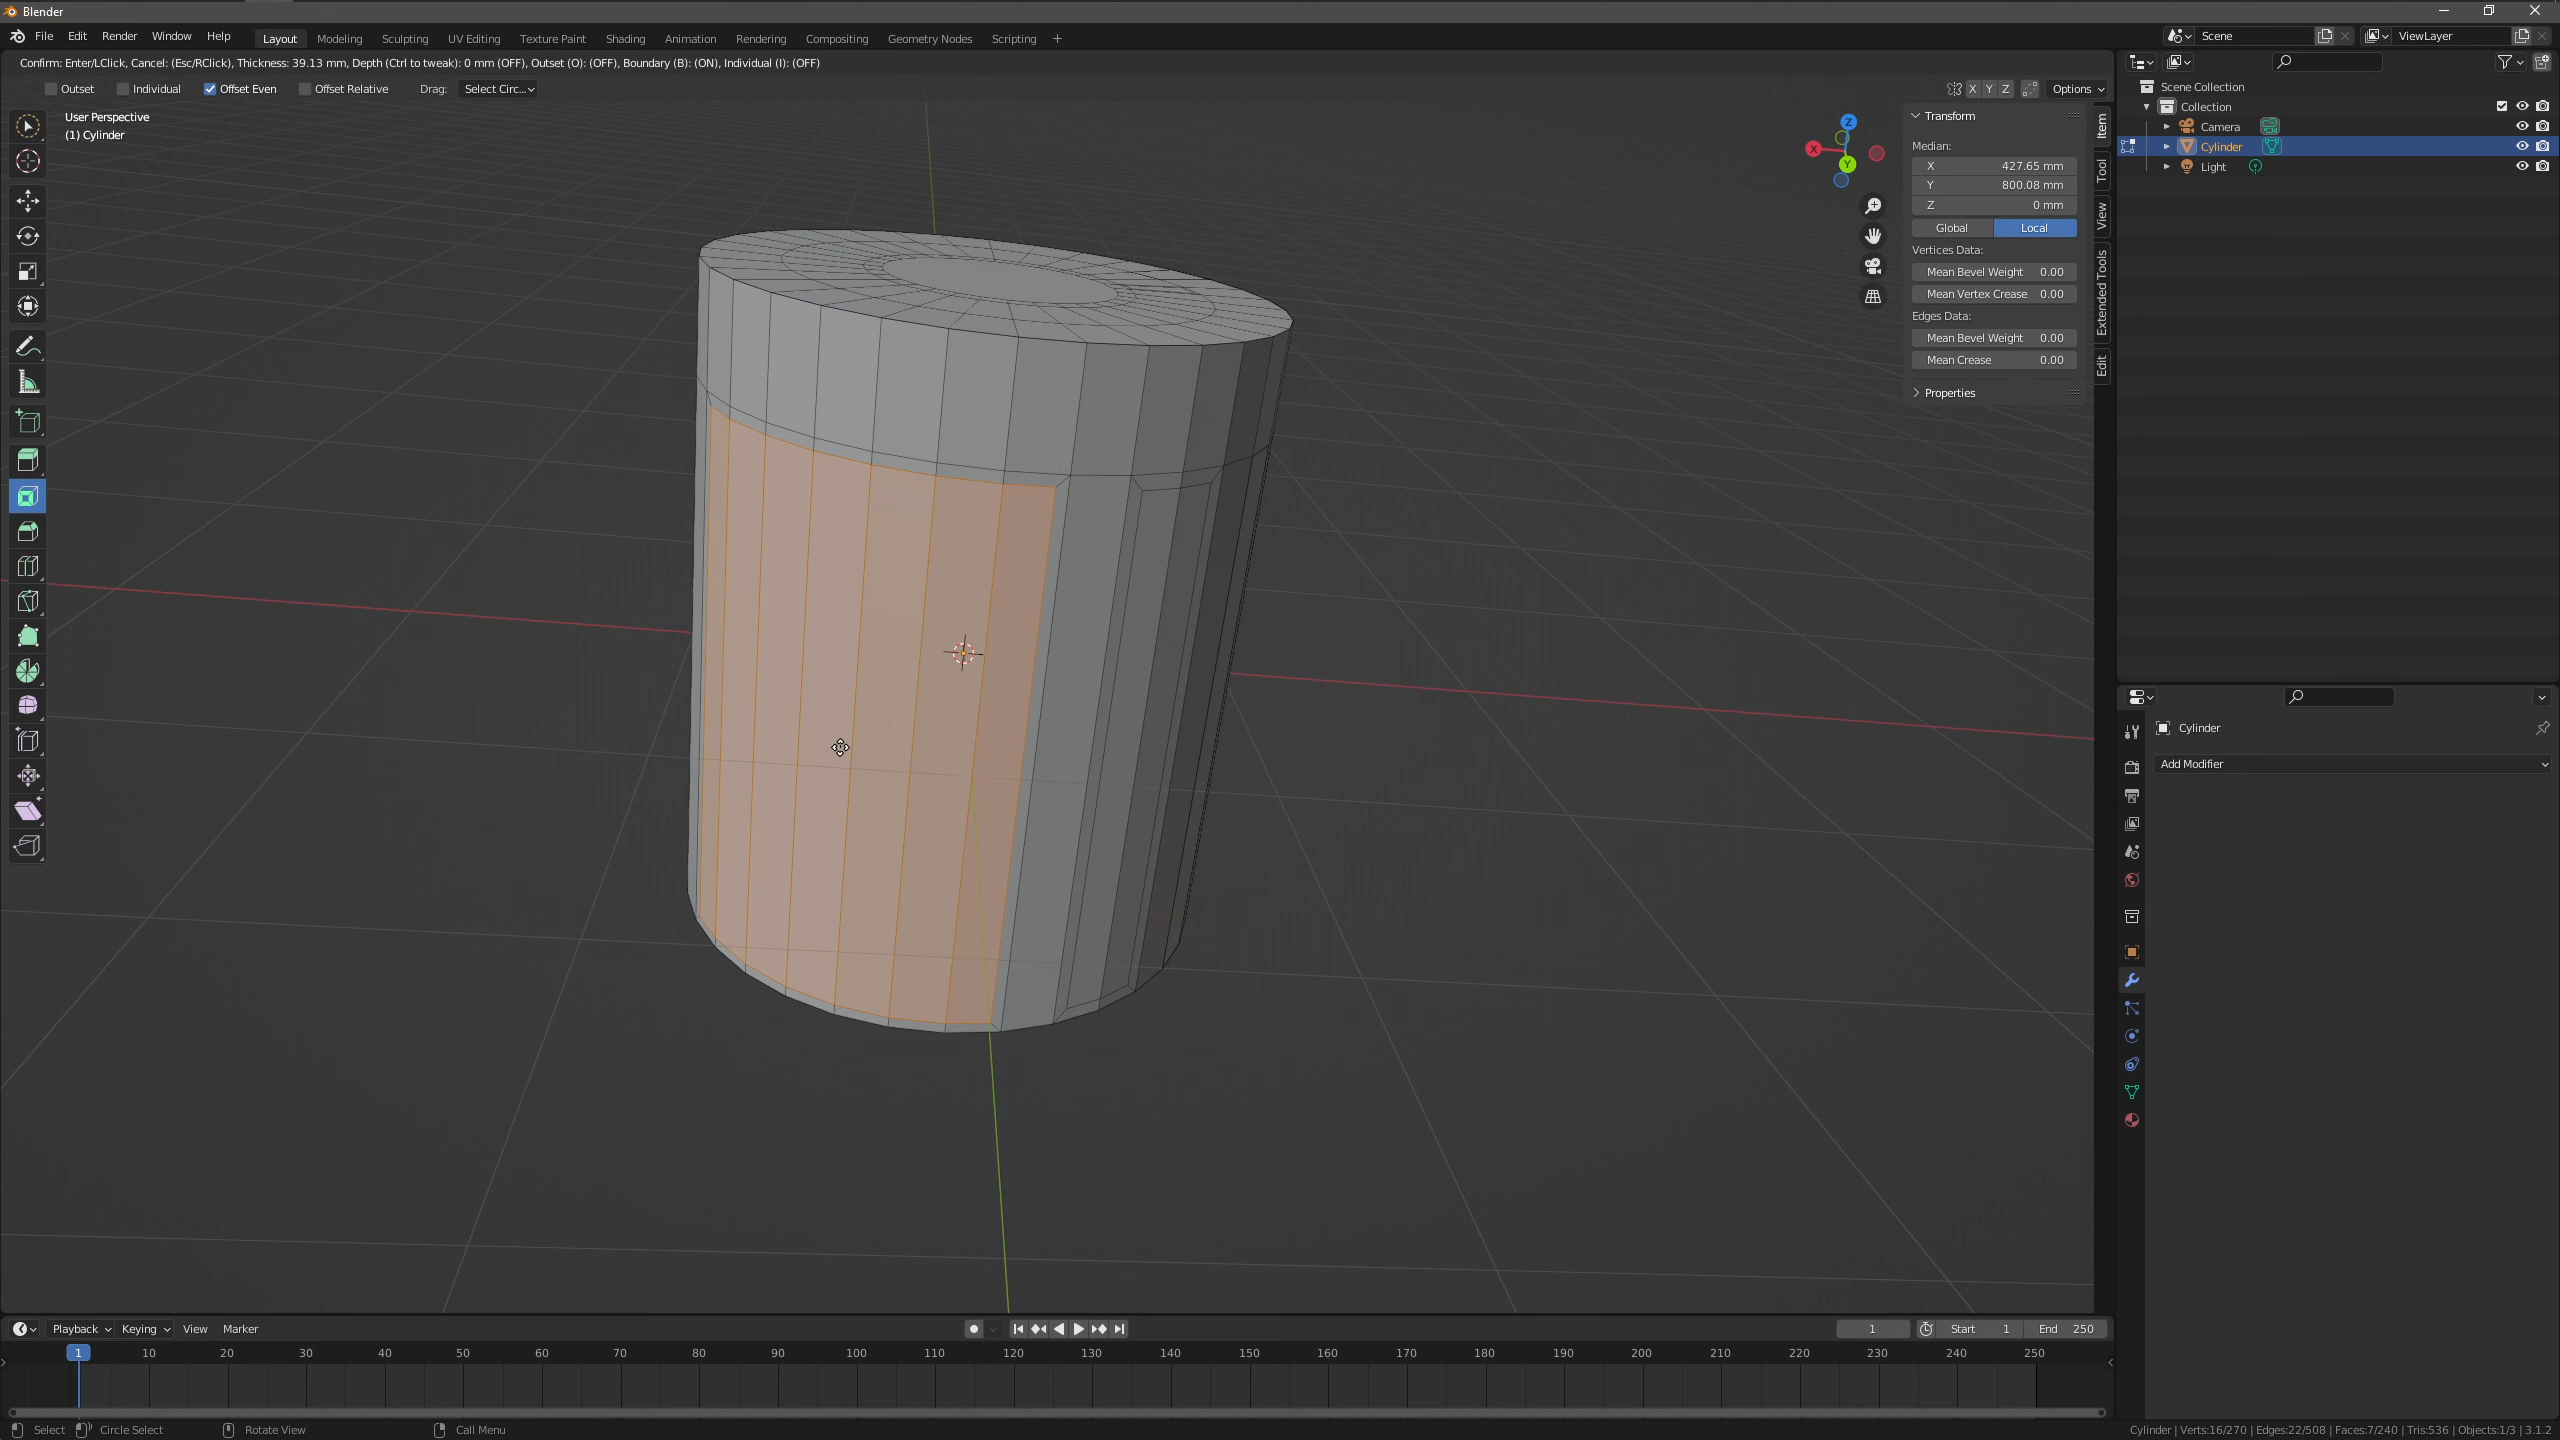 Blender
File Edit Render Window Help Layout Modeling Sculpting UV Editing Texture Paint Shading Animation Rendering Compositing Geometry Nodes Scripting + Scene ViewLayer
Confirm: Enter/LClick, Cancel: (Esc/RClick), Thickness: 39.13 mm, Depth (Ctrl to tweak): 0 mm (OFF), Outset (O): (OFF), Boundary (B): (ON), Individual (I): (OFF)
Outset Individual Offset Even Offset Relative Drag: Select Circ... X Y Z Options
User Perspective
(1) Cylinder
Z
X
Y
Transform
Median:
X 427.65 mm
Y 800.08 mm
Z 0 mm
Global Local
Vertices Data:
Mean Bevel Weight 0.00
Mean Vertex Crease 0.00
Edges Data:
Mean Bevel Weight 0.00
Mean Crease 0.00
Properties
Item
Tool
View
Extended Tools
Edit
Scene Collection
Collection
Camera
Cylinder
Light
Cylinder
Add Modifier
Playback Keying View Marker 1 Start 1 End 250
1 10 20 30 40 50 60 70 80 90 100 110 120 130 140 150 160 170 180 190 200 210 220 230 240 250
Select Circle Select Rotate View Call Menu Cylinder | Verts:16/270 | Edges:22/508 | Faces:7/240 | Tris:536 | Objects:1/3 | 3.1.2